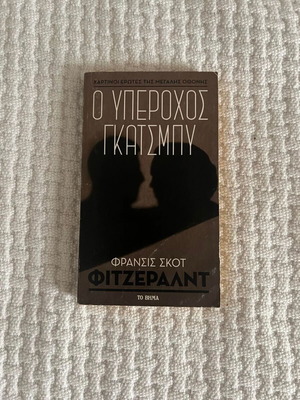 ΧΑΡΤΙΝΟΙ ΕΡΩΤΕΣ ΤΗΣ ΜΕΓΑΛΗΣ ΟΘΟΝΗΣ
Ο ΥΠΕΡΟΧΟΣ
ΓΚΑΤΣΜΠΥ
ΦΡΑΝΣΙΣ ΣΚΟΤ
ΦΙΤΖΕΡΑΛΝΤ
ΤΟ ΒΗΜΑ